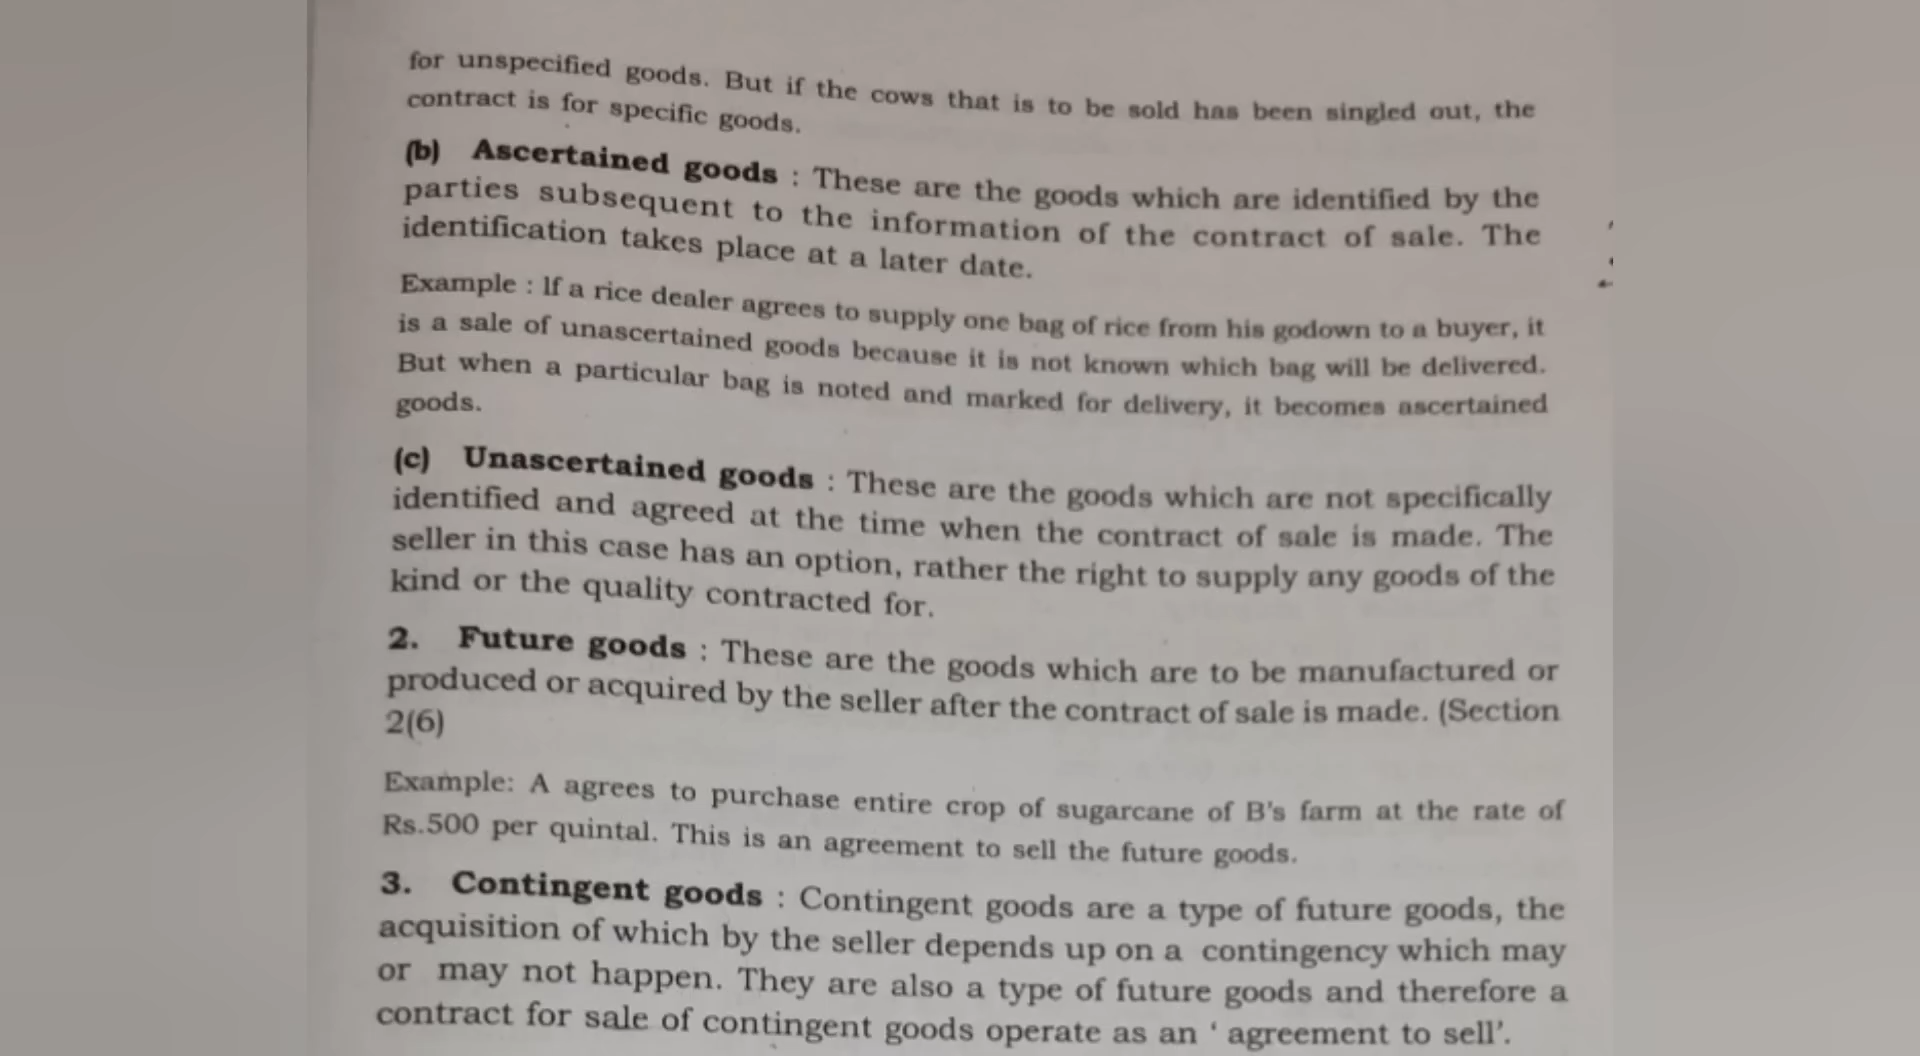 for unspecified goods. But if the cows that is to be sold has been singled out, the
contract is for specific goods.
(b) Ascertained goods : These are the goods which are identified by the
parties subsequent to the information of the contract of sale. The
identification takes place at a later date.
Example : If a rice dealer agrees to supply one bag of rice from his godown to a buyer, it
is a sale of unascertained goods because it is not known which bag will be delivered.
But when a particular bag is noted and marked for delivery, it becomes ascertained
goods.
(c) Unascertained goods : These are the goods which are not specifically
identified and agreed at the time when the contract of sale is made. The
seller in this case has an option, rather the right to supply any goods of the
kind or the quality contracted for.
2. Future goods : These are the goods which are to be manufactured or
produced or acquired by the seller after the contract of sale is made. (Section
2(6)
Example: A agrees to purchase entire crop of sugarcane of B's farm at the rate of
Rs.500 per quintal. This is an agreement to sell the future goods.
3. Contingent goods : Contingent goods are a type of future goods, the
acquisition of which by the seller depends up on a contingency which may
or may not happen. They are also a type of future goods and therefore a
contract for sale of contingent goods operate as an ‘ agreement to sell’.